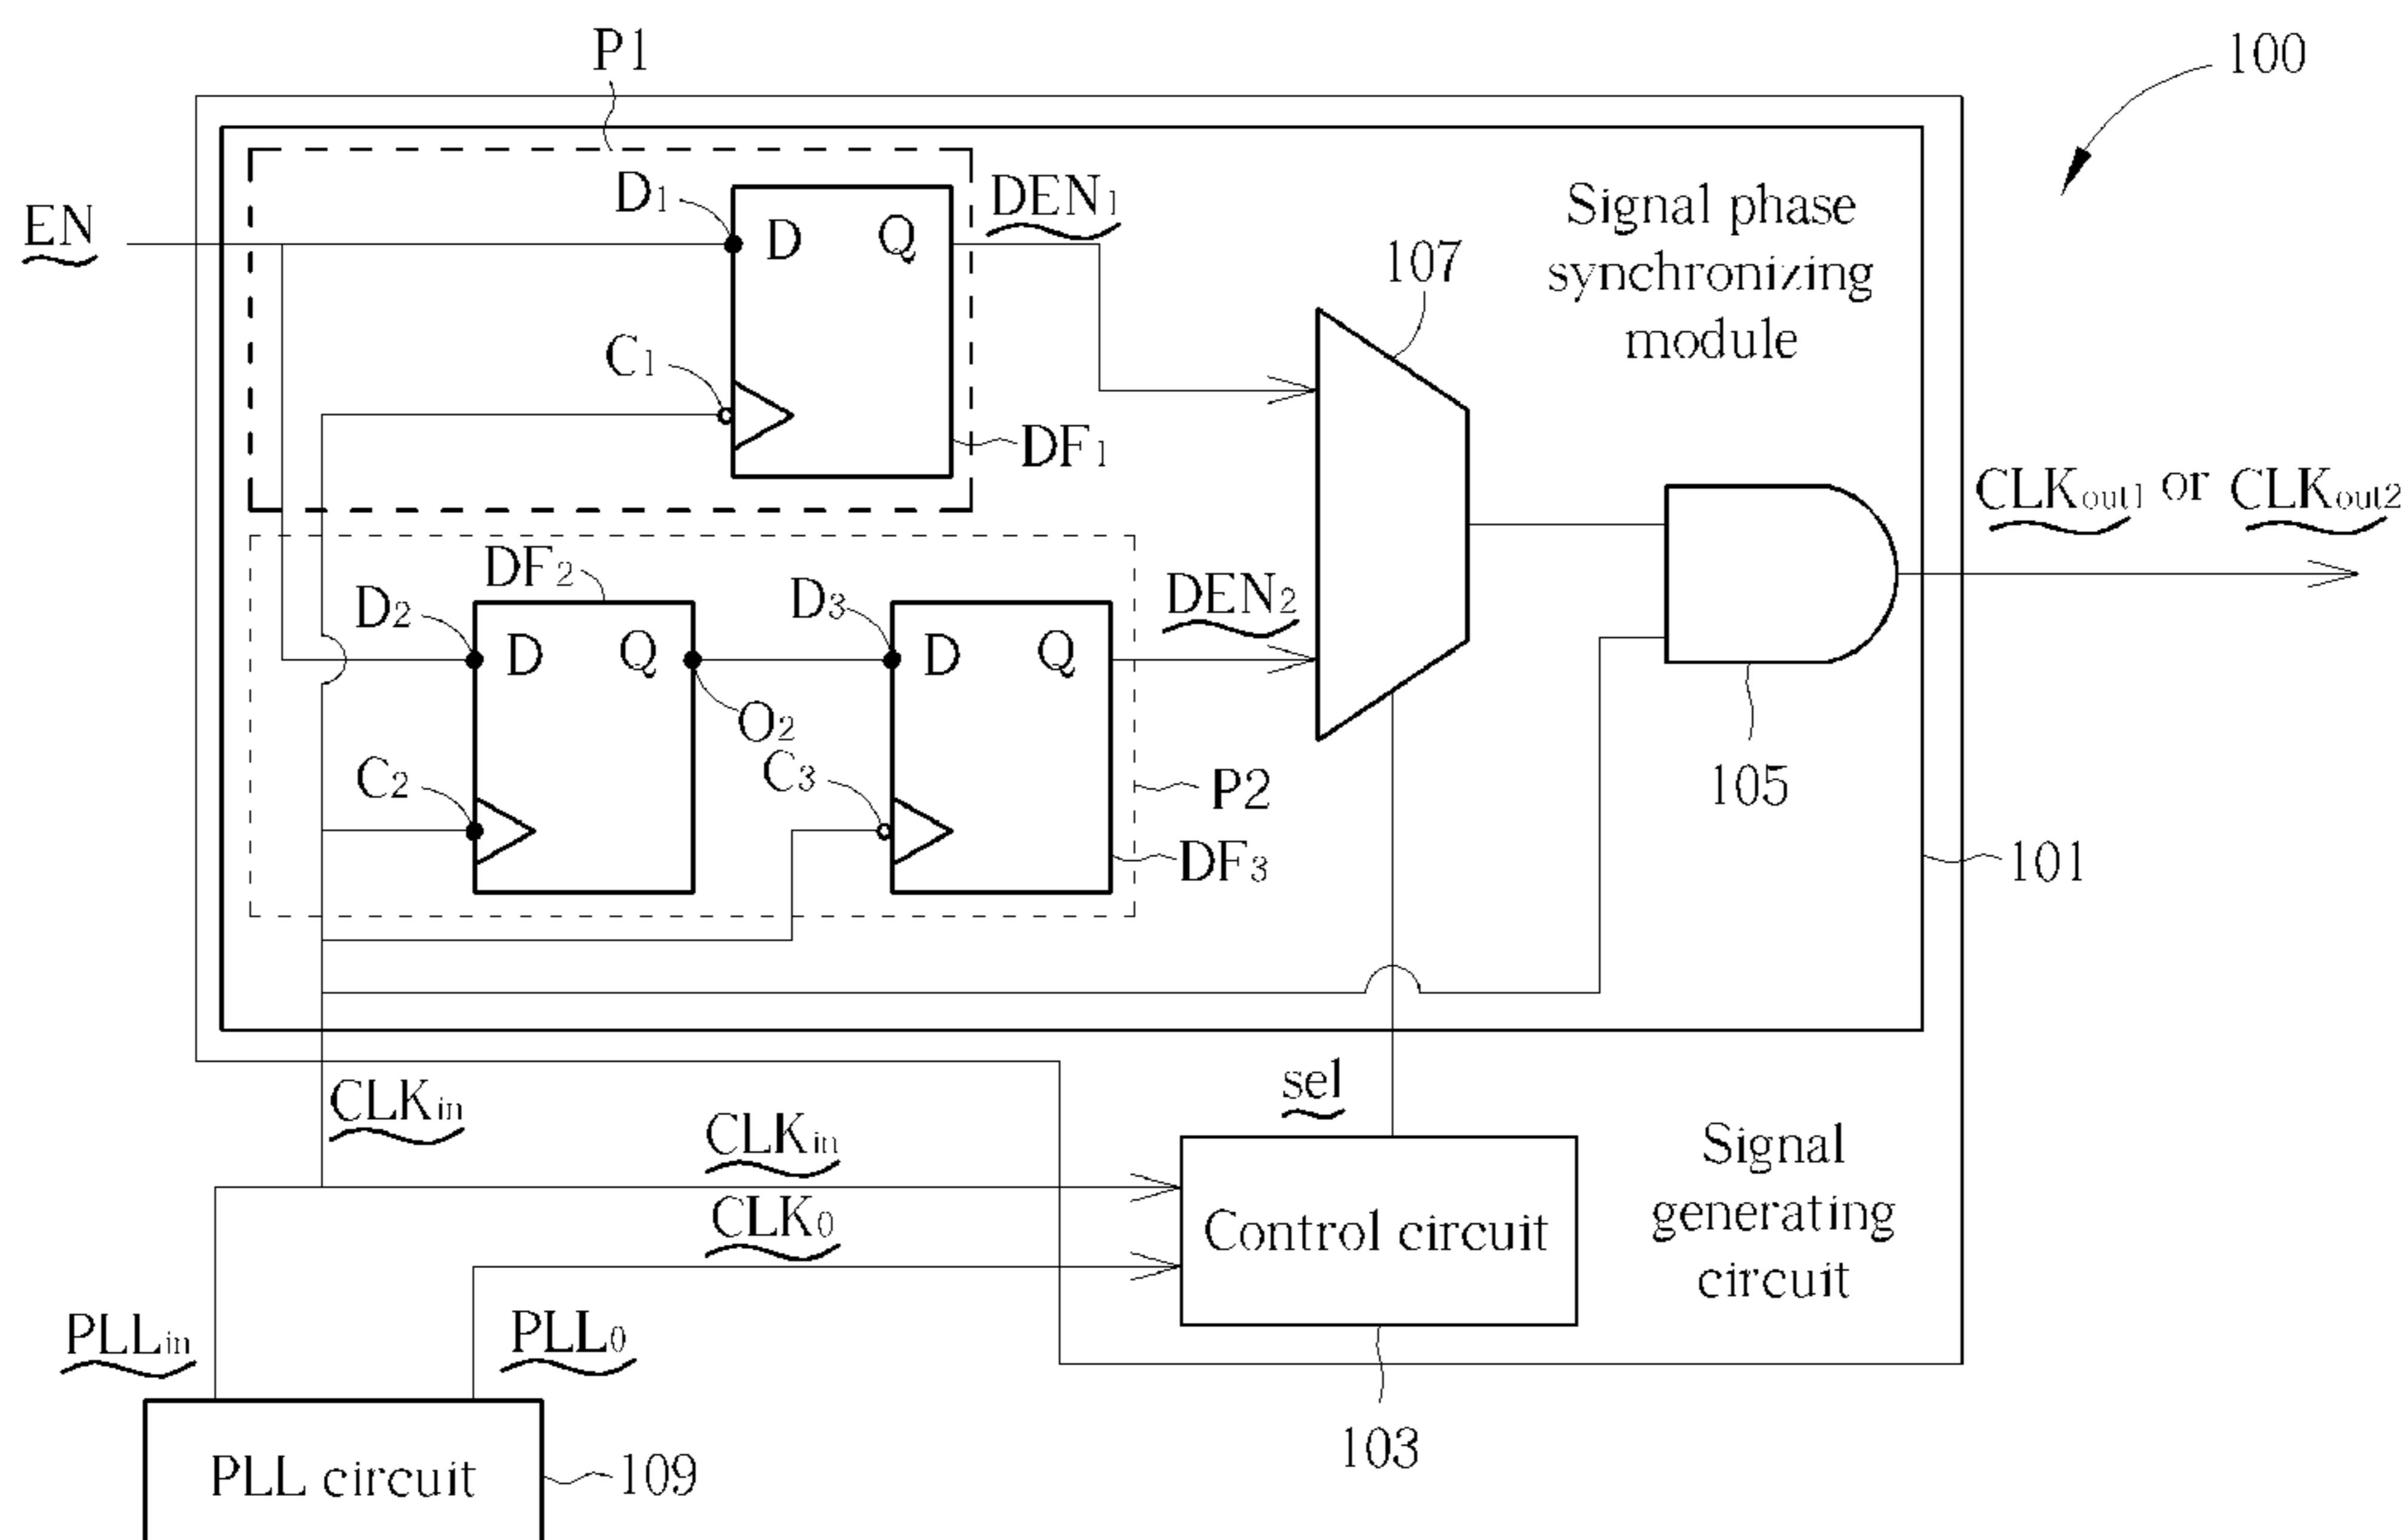 P1
100
EN
D1
D Q
DEN1
Signal phase
synchronizing
module
107
C1
DF1
CLKout1 or CLKout2
DF2
D2
D Q
D3
D Q
DEN2
O2
C2
C3
P2
DF3
105
101
CLKin
CLKin
sel
CLK0
Control circuit
Signal
generating
circuit
PLLin
PLL0
103
PLL circuit
109